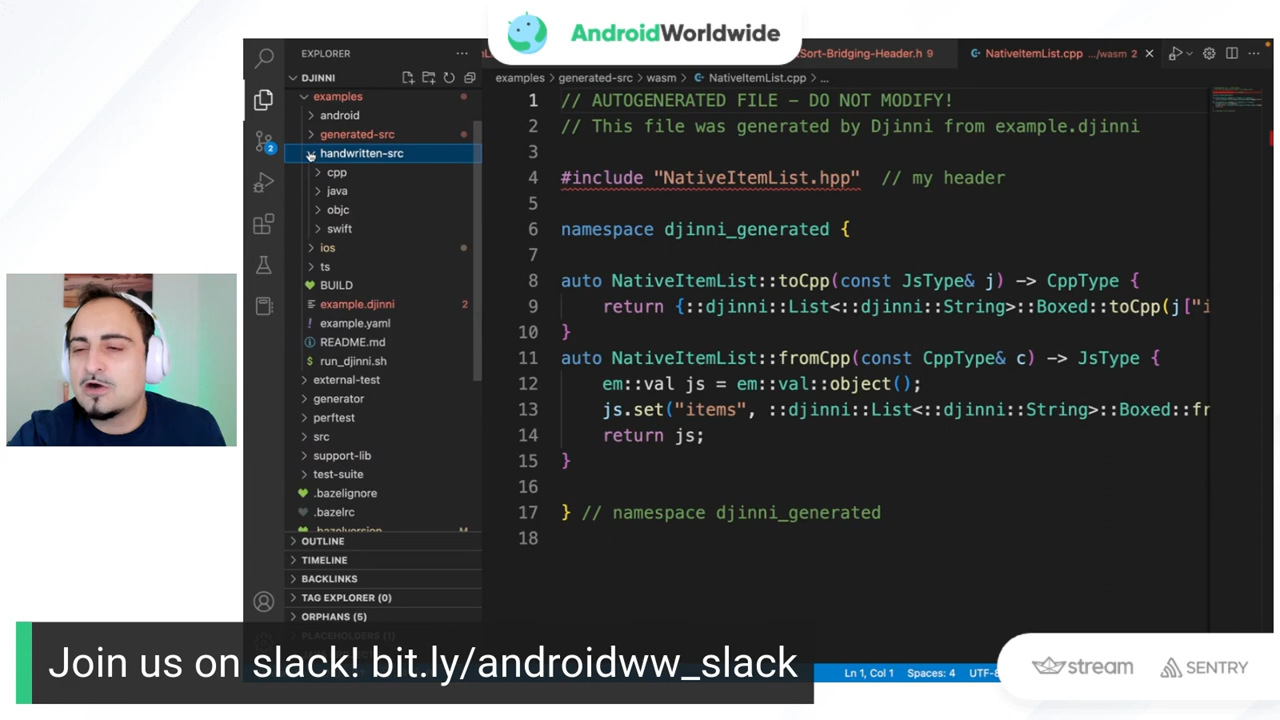 AndroidWorldwide
EXPLORER
DJINNI
examples
android
generated-src
handwritten-src
cpp
java
objc
swift
ios
ts
BUILD
example.djinni 2
example.yaml
README.md
run_djinni.sh
external-test
generator
perftest
src
support-lib
test-suite
.bazelignore
.bazelrc
.bazelversion M
OUTLINE
TIMELINE
BACKLINKS
TAG EXPLORER (0)
ORPHANS (5)
PLACEHOLDERS (1)
2
Sort-Bridging-Header.h 9
NativeItemList.cpp .../wasm 2
examples > generated-src > wasm > NativeItemList.cpp > ...
1 // AUTOGENERATED FILE – DO NOT MODIFY!
2 // This file was generated by Djinni from example.djinni
3
4 #include "NativeItemList.hpp" // my header
5
6 namespace djinni_generated {
7
8 auto NativeItemList::toCpp(const JsType& j) -> CppType {
9 return {::djinni::List<::djinni::String>::Boxed::toCpp(j["i
10 }
11 auto NativeItemList::fromCpp(const CppType& c) -> JsType {
12 em::val js = em::val::object();
13 js.set("items", ::djinni::List<::djinni::String>::Boxed::fr
14 return js;
15 }
16
17 } // namespace djinni_generated
18
Ln 1, Col 1 Spaces: 4 UTF-8
Join us on slack! bit.ly/androidww_slack
stream
SENTRY